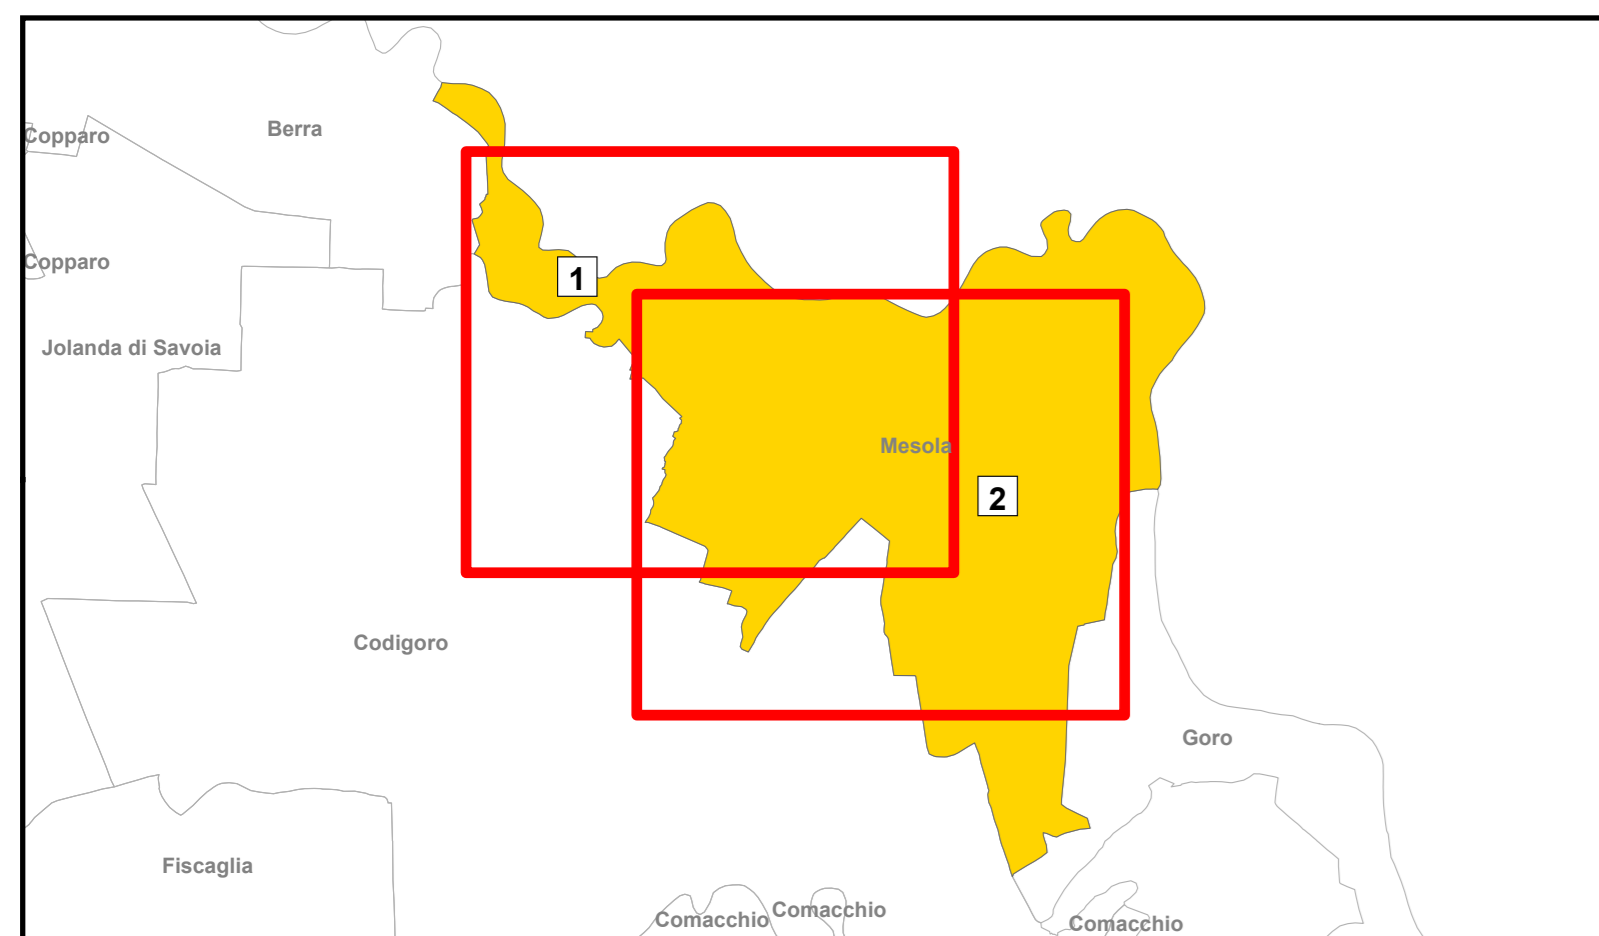 Berra
Copparo
Copparo
1
Jolanda di Savoia
Mesola
2
Codigoro
Goro
Fiscaglia
Comacchio
Comacchio
Comacchio